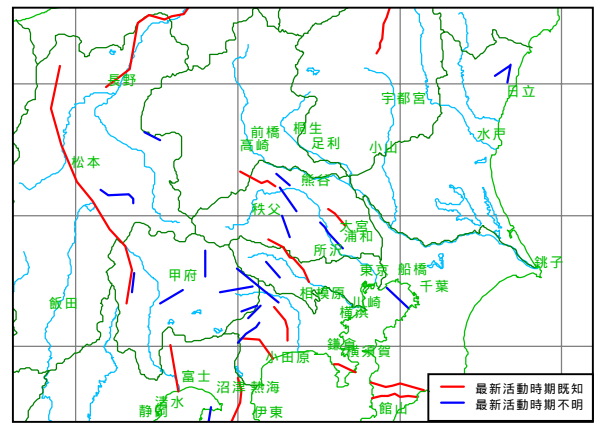 長野
日立
宇都宮
桐生
前橋
水戸
足利
高崎
小山
松本
熊谷
秩父
大宮
浦和
所沢
銚子
東京
船橋
甲府
千葉
相模原
川崎
飯田
横浜
鎌倉
横須賀
小田原
富士
沼津
熱海
最新活動時期既知
清水
最新活動時期不明
静岡
伊東
館山